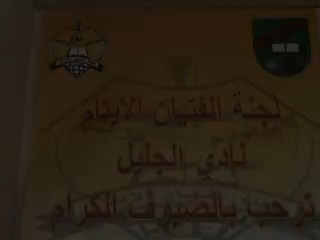 لجنة الفتيان الايتام
نادي الجليل
ترحب بالضيوف الكرام